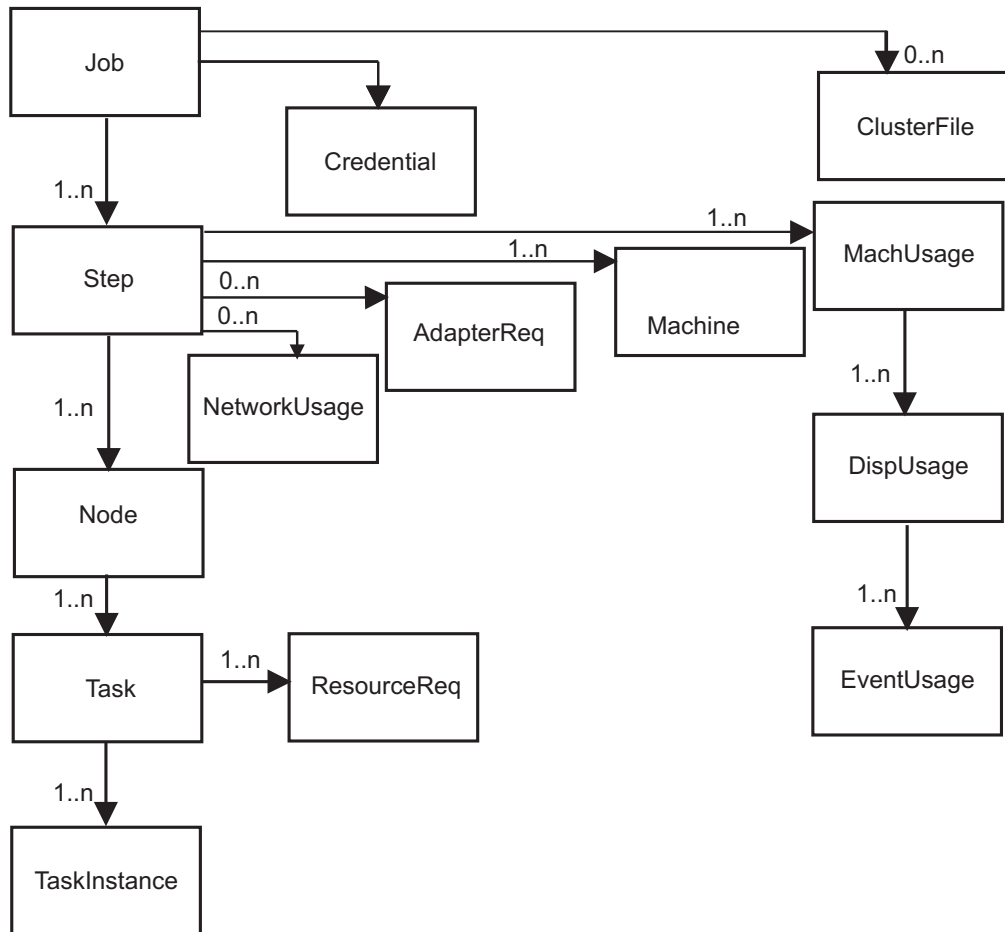 Job
0..n
ClusterFile
Credential
1..n
Step
1..n
MachUsage
1..n
Machine
0..n
AdapterReq
0..n
NetworkUsage
1..n
1..n
DispUsage
Node
1..n
1..n
Task
1..n
ResourceReq
EventUsage
1..n
TaskInstance